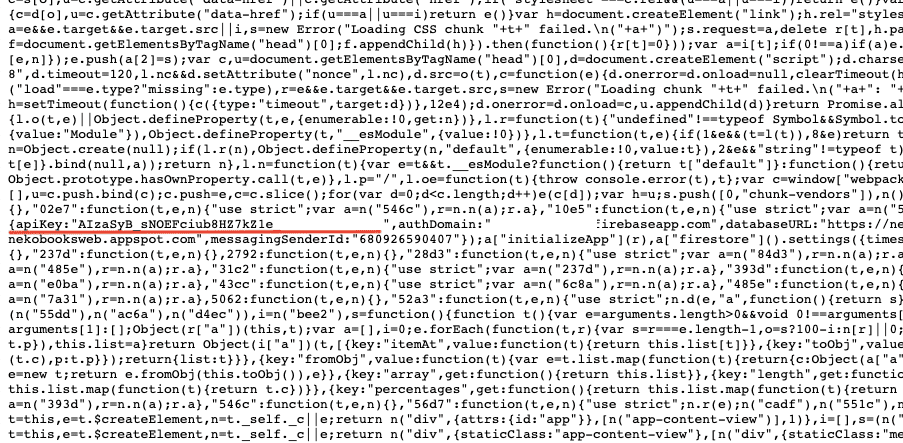 c=s[o],u=c.getAttribute("data-href")||c.getAttribute("href");if("stylesheet"===c.rel&&(u===a||u===i))return e()}var
d=s[o],u=c.getAttribute("data-href");if(u===a||u===i)return e()}var h=document.createElement("link");h.rel="styles
a=e&&e.target&&e.target.src||i,s=new Error("Loading CSS chunk "+t+" failed.\n("+a+")");s.request=a,delete r[t],h.pa
f=document.getElementsByTagName("head")[0];f.appendChild(h)}).then(function(){r[t]=0}));var a=i[t];if(0!==a)if(a)e.
[e,n]});e.push(a[2]=s);var c,u=document.getElementsByTagName("head")[0],d=document.createElement("script");d.charse
8",d.timeout=120,l.nc&&d.setAttribute("nonce",l.nc),d.src=o(t),c=function(e){d.onerror=d.onload=null,clearTimeout(h
("load"===e.type?"missing":e.type),r=e&&e.target&&e.target.src,s=new Error("Loading chunk "+t+" failed.\n("+a+": "+
h=setTimeout(function(){c({type:"timeout",target:d})},12e4);d.onerror=d.onload=c,u.appendChild(d)}return Promise.al
{l.o(t,e)||Object.defineProperty(t,e,{enumerable:!0,get:n})},l.r=function(t){"undefined"!==typeof Symbol&&Symbol.to
{value:"Module"}),Object.defineProperty(t,"__esModule",{value:!0})},l.t=function(t,e){if(1&e&&(t=l(t)),8&e)return t
n=Object.create(null);if(l.r(n),Object.defineProperty(n,"default",{enumerable:!0,value:t}),2&e&&"string"!=typeof t)
t[e]}.bind(null,a));return n},l.n=function(t){var e=t&&t.__esModule?function(){return t["default"]}:function(){retu
Object.prototype.hasOwnProperty.call(t,e)},l.p="/",l.oe=function(t){throw console.error(t),t};var c=window["webpack
[],u=c.push.bind(c);c.push=e,c=c.slice();for(var d=0;d<c.length;d++)e(c[d]);var h=u;s.push([0,"chunk-vendors"]),n()
{},"02e7":function(t,e,n){"use strict";var a=n("546c"),r=n.n(a);r.a},"10e5":function(t,e,n){"use strict";var a=n("5
{apiKey:"AIzaSyB_sNOEFciub8HZ7kZ1e ",authDomain:" irebaseapp.com",databaseURL:"https://ne
nekobooksweb.appspot.com",messagingSenderId:"680926590407"});a["initializeApp"](r),a["firestore"]().settings({times
{},"237d":function(t,e,n){},2792:function(t,e,n){},"28d3":function(t,e,n){"use strict";var a=n("84d3"),r=n.n(a);r.a
a=n("485e"),r=n.n(a);r.a},"31c2":function(t,e,n){"use strict";var a=n("237d"),r=n.n(a);r.a},"393d":function(t,e,n){
a=n("e0ba"),r=n.n(a);r.a},"43cc":function(t,e,n){"use strict";var a=n("6c8a"),r=n.n(a);r.a},"485e":function(t,e,n){
a=n("7a31"),r=n.n(a);r.a},5062:function(t,e,n){},"52a3":function(t,e,n){"use strict";n.d(e,"a",function(){return s}
(n("55dd"),n("ac6a"),n("d4ec")),i=n("bee2"),s=function(){function t(){var e=arguments.length>0&&void 0!==arguments[
arguments[1]:[];Object(r["a"])(this,t);var a=[],i=0;e.forEach(function(t,r){var s=r===e.length-1,o=s?100-i:n[r]||0;
t.p}),this.list=a}return Object(i["a"])(t,[{key:"itemAt",value:function(t){return this.list[t]}},{key:"toObj",value
(t.c),p:t.p}});return{list:t}}},{key:"fromObj",value:function(t){var e=t.list.map(function(t){return{c:Object(a["a"
e=new t;return e.fromObj(this.toObj()),e}},{key:"array",get:function(){return this.list}},{key:"length",get:functio
this.list.map(function(t){return t.c})}},{key:"percentages",get:function(){return this.list.map(function(t){return
a=n("393d"),r=n.n(a);r.a},"546c":function(t,e,n){},"56d7":function(t,e,n){"use strict";n.r(e);n("cadf"),n("551c"),n
t=this,e=t.$createElement,n=t._self._c||e;return n("div",{attrs:{id:"app"}},[n("app-content-view")],1)},i=[],s=(n("
t=this,e=t.$createElement,n=t._self._c||e;return n("div",{staticClass:"app-content-view"},[n("div",{staticClass:"me